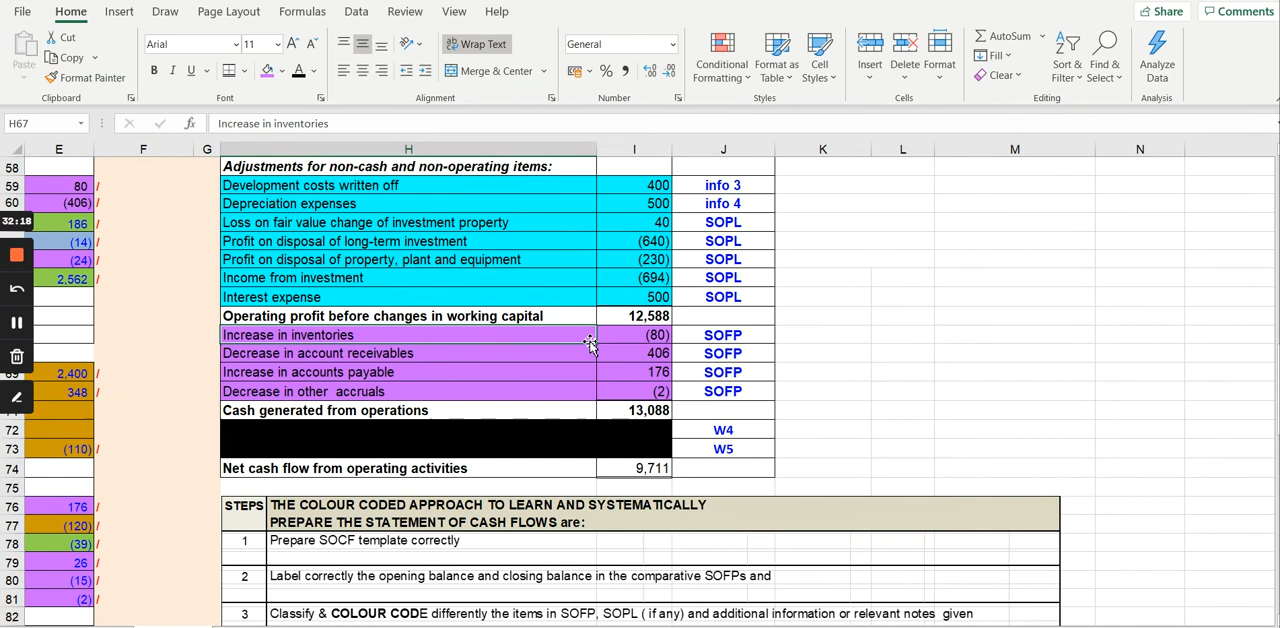 File Home Insert Draw Page Layout Formulas Data Review View Help Share Comments
Paste Cut Copy Format Painter Clipboard
Arial 11 B I U Font
Wrap Text Merge & Center Alignment
General Number
Conditional Formatting Format as Table Cell Styles Styles
Insert Delete Format Cells
AutoSum Fill Clear Sort & Filter Find & Select Editing
Analyze Data Analysis
H67 fx Increase in inventories
E F G H I J K L M N
58 Adjustments for non-cash and non-operating items:
59 80 / Development costs written off 400 info 3
60 (406) / Depreciation expenses 500 info 4
32:18 186 / Loss on fair value change of investment property 40 SOPL
(14) / Profit on disposal of long-term investment (640) SOPL
(24) / Profit on disposal of property, plant and equipment (230) SOPL
2,562 / Income from investment (694) SOPL
Interest expense 500 SOPL
Operating profit before changes in working capital 12,588
Increase in inventories (80) SOFP
Decrease in account receivables 406 SOFP
69 2,400 / Increase in accounts payable 176 SOFP
348 / Decrease in other accruals (2) SOFP
71 Cash generated from operations 13,088
72 W4
73 (110) / W5
74 Net cash flow from operating activities 9,711
75
76 176 / STEPS THE COLOUR CODED APPROACH TO LEARN AND SYSTEMATICALLY
77 (120) / PREPARE THE STATEMENT OF CASH FLOWS are:
78 (39) / 1 Prepare SOCF template correctly
79 26 /
80 (15) / 2 Label correctly the opening balance and closing balance in the comparative SOFPs and
81 (2) /
82 3 Classify & COLOUR CODE differently the items in SOFP, SOPL ( if any) and additional information or relevant notes given